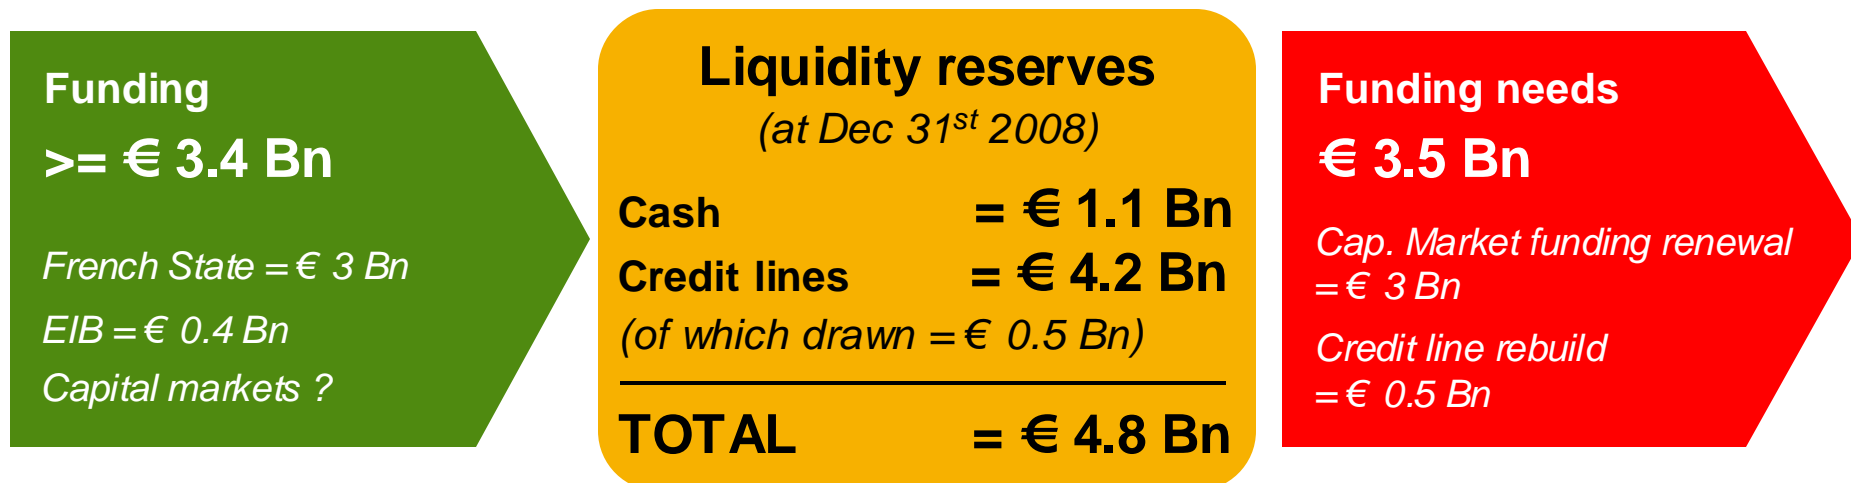 Funding
>= € 3.4 Bn
French State = € 3 Bn
EIB = € 0.4 Bn
Capital markets ?
Liquidity reserves
(at Dec 31st 2008)
Cash = € 1.1 Bn
Credit lines = € 4.2 Bn
(of which drawn = € 0.5 Bn)
TOTAL = € 4.8 Bn
Funding needs
€ 3.5 Bn
Cap. Market funding renewal
= € 3 Bn
Credit line rebuild
= € 0.5 Bn